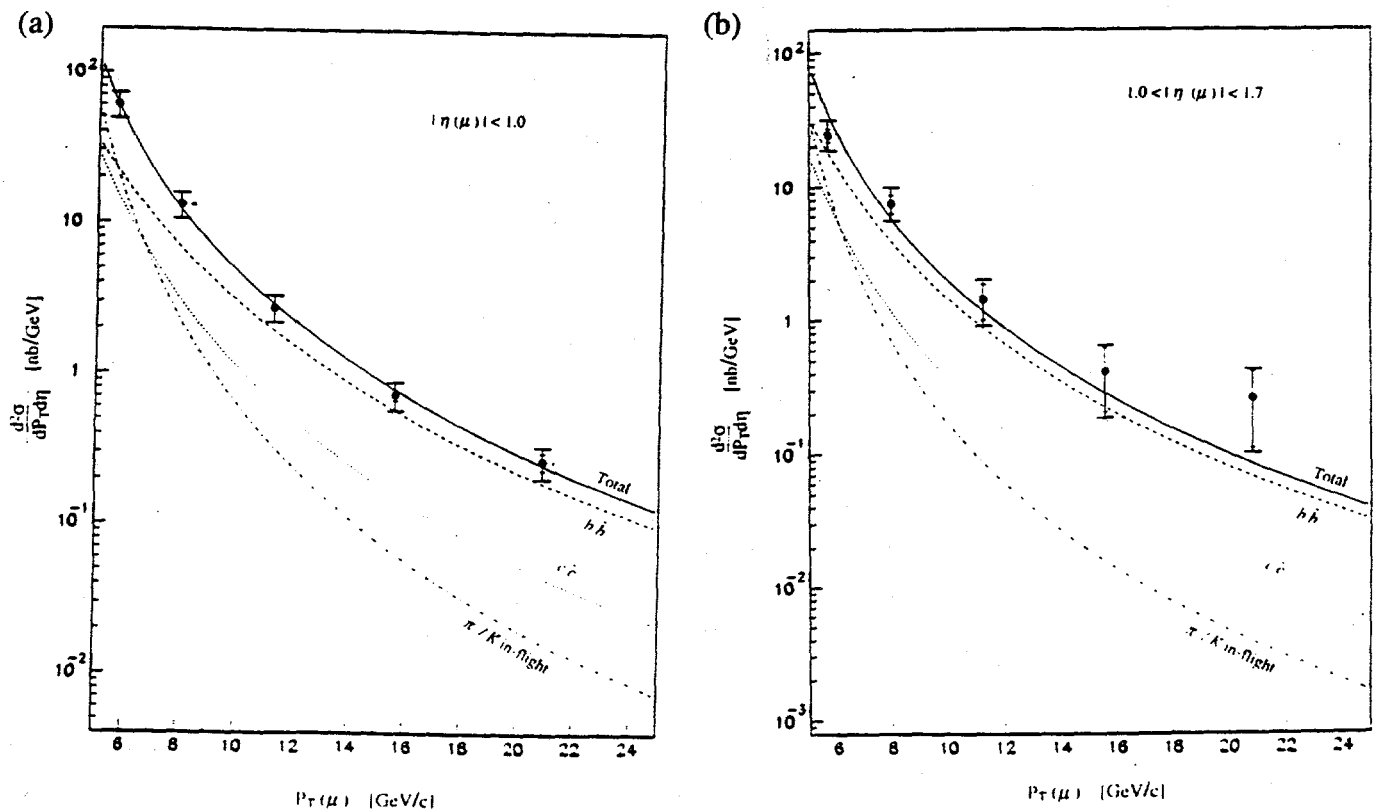 (a)
10²
10
1
10⁻¹
10⁻²
d²σ
dP_T dη [nb/GeV]
| η (μ) | < 1.0
Total
b b̄
c c̄
π / K in-flight
6 8 10 12 14 16 18 20 22 24
P_T (μ) [GeV/c]
(b)
10²
10
1
10⁻¹
10⁻²
10⁻³
d²σ
dP_T dη [nb/GeV]
1.0 < | η (μ) | < 1.7
Total
b b̄
c c̄
π / K in-flight
6 8 10 12 14 16 18 20 22 24
P_T (μ) [GeV/c]